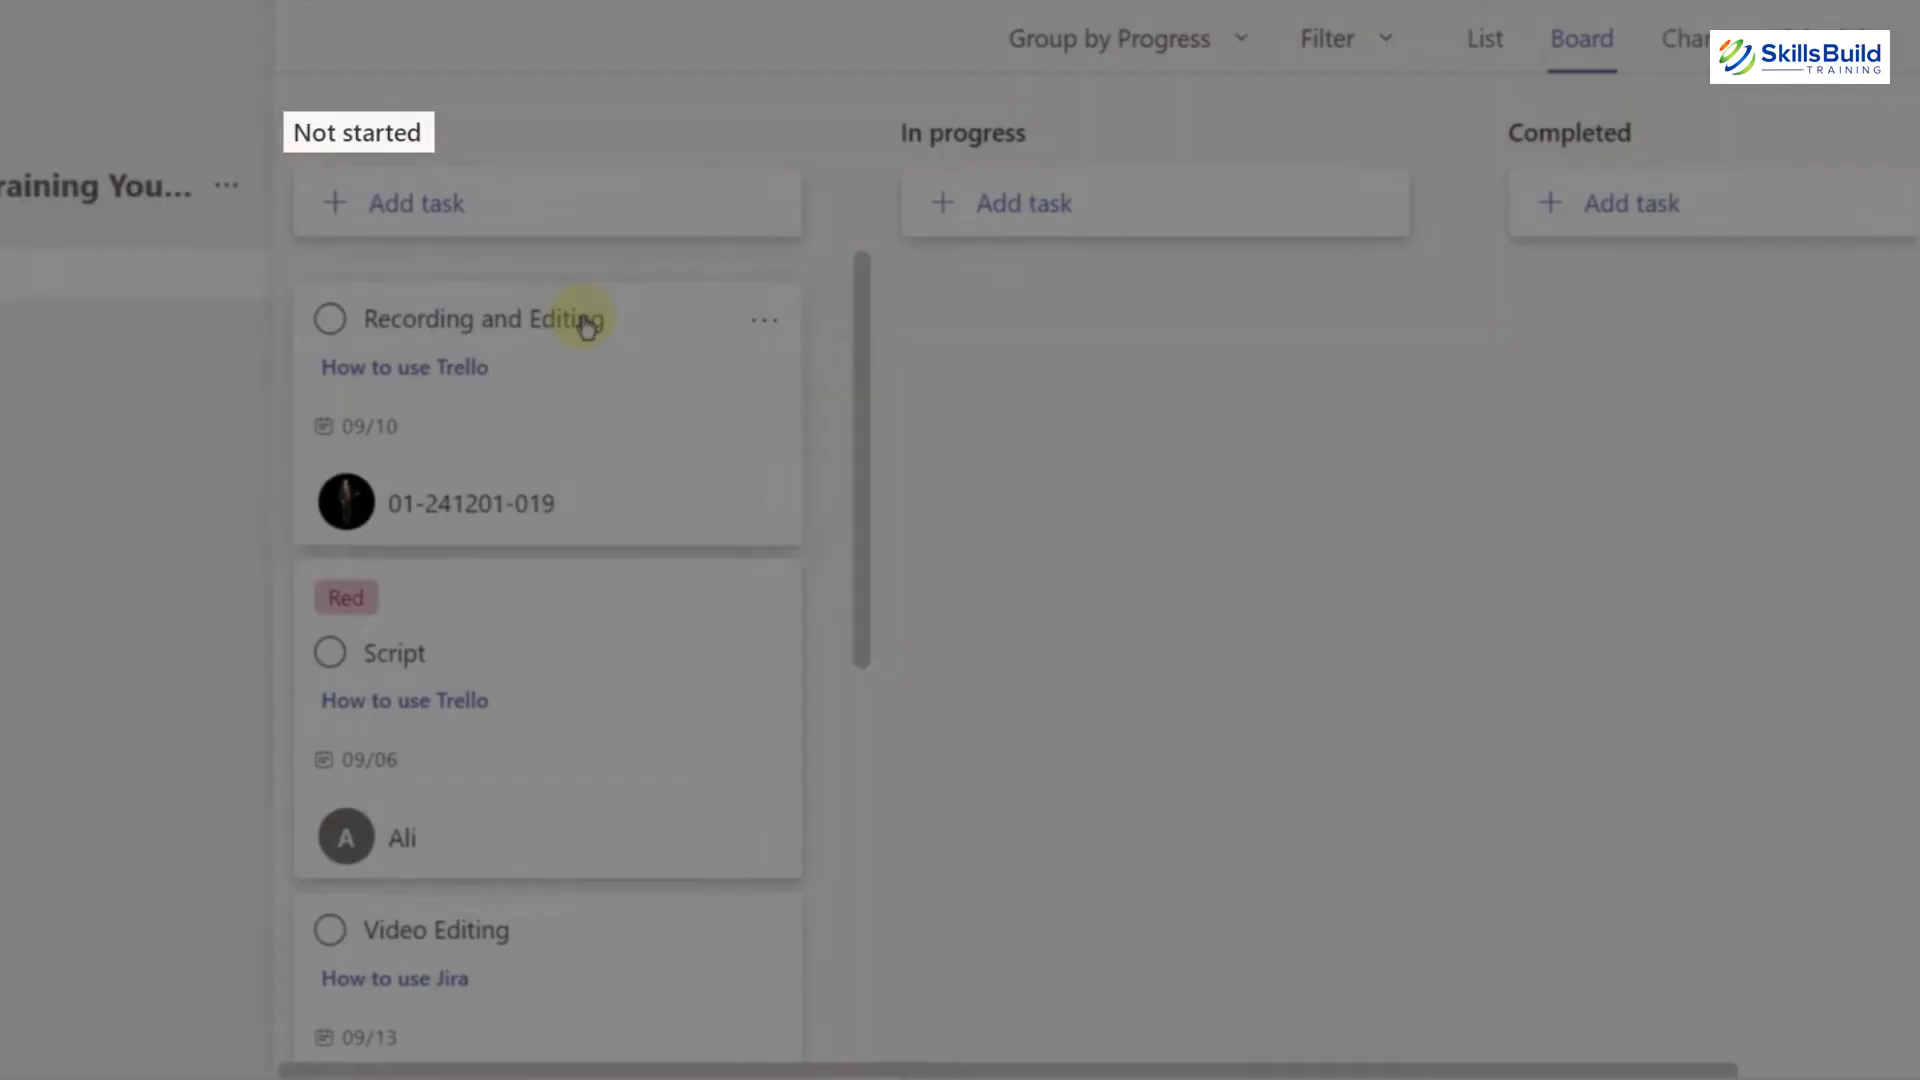 Group by Progress
Filter
List
Board
SkillsBuild
TRAINING
Not started
In progress
Completed
raining You...
Add task
Add task
Add task
Recording and Editing
How to use Trello
09/10
01-241201-019
Red
Script
How to use Trello
09/06
A
Ali
Video Editing
How to use Jira
09/13